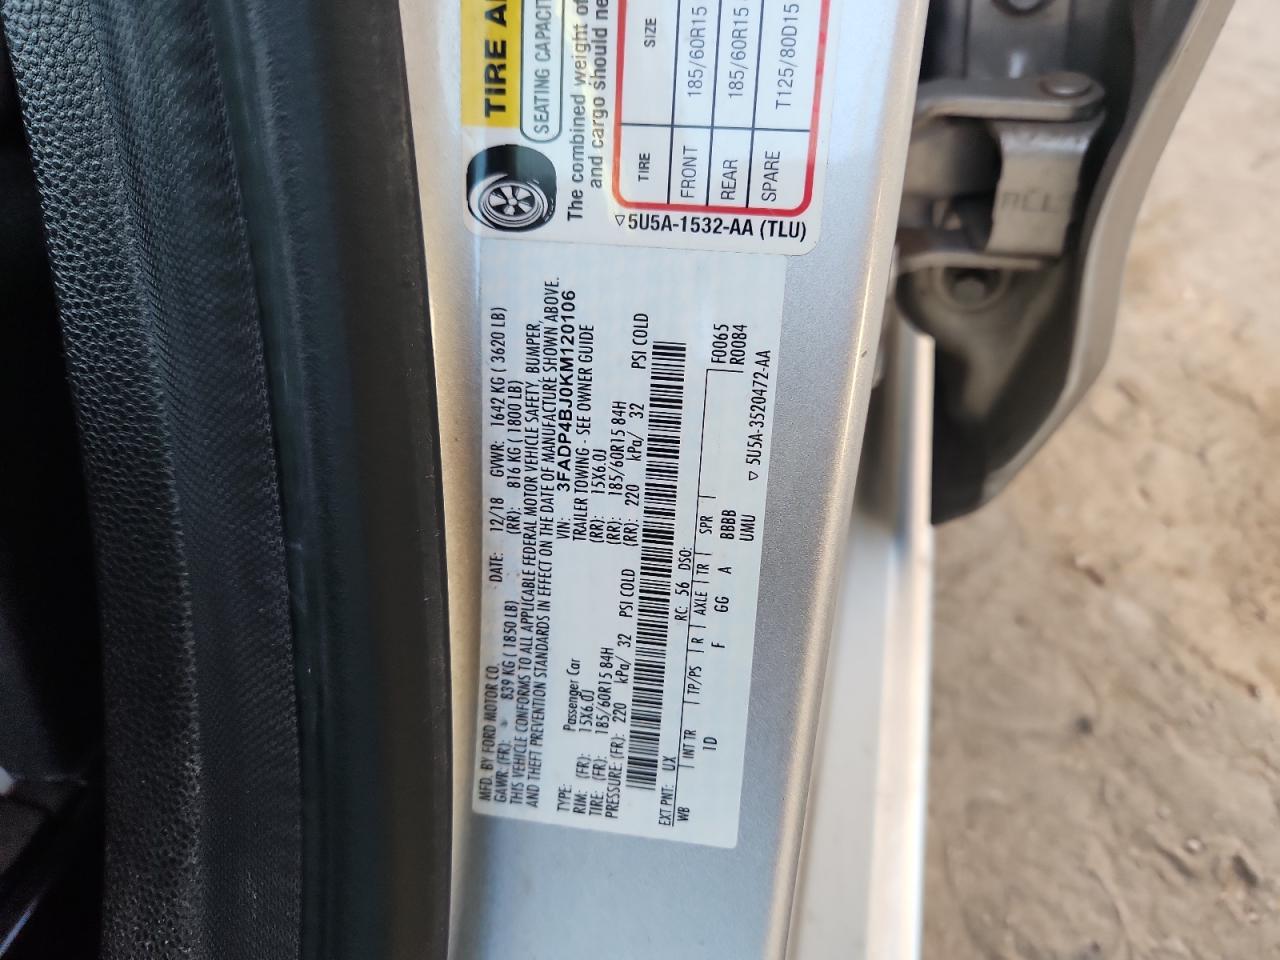 MFD. BY FORD MOTOR CO.
DATE: 12/18 GVWR: 1642 KG ( 3620 LB)
GAWR: (FR): 839 KG ( 1850 LB) (RR): 816 KG ( 1800 LB)
THIS VEHICLE CONFORMS TO ALL APPLICABLE FEDERAL MOTOR VEHICLE SAFETY, BUMPER,
AND THEFT PREVENTION STANDARDS IN EFFECT ON THE DATE OF MANUFACTURE SHOWN ABOVE.
VIN: 3FADP4BJ0KM120106
TYPE: Passenger Car TRAILER TOWING - SEE OWNER GUIDE
RIM: (FR): 15X6.0J (RR): 15X6.0J
TIRE: (FR): 185/60R15 84H (RR): 185/60R15 84H
PRESSURE: (FR): 220 kPa/ 32 PSI COLD (RR): 220 kPa/ 32 PSI COLD
EXT PNT: UX RC: 56 DSO: F0065
WB INT TR TP/PS R AXLE TR SPR R0084
1D F GG A BBBB
UMU ▽ 5U5A-3520472-AA
TIRE A
SEATING CAPACIT
The combined weight of
and cargo should ne
TIRE SIZE
FRONT 185/60R15
REAR 185/60R15
SPARE T125/80D15
▽ 5U5A-1532-AA (TLU)